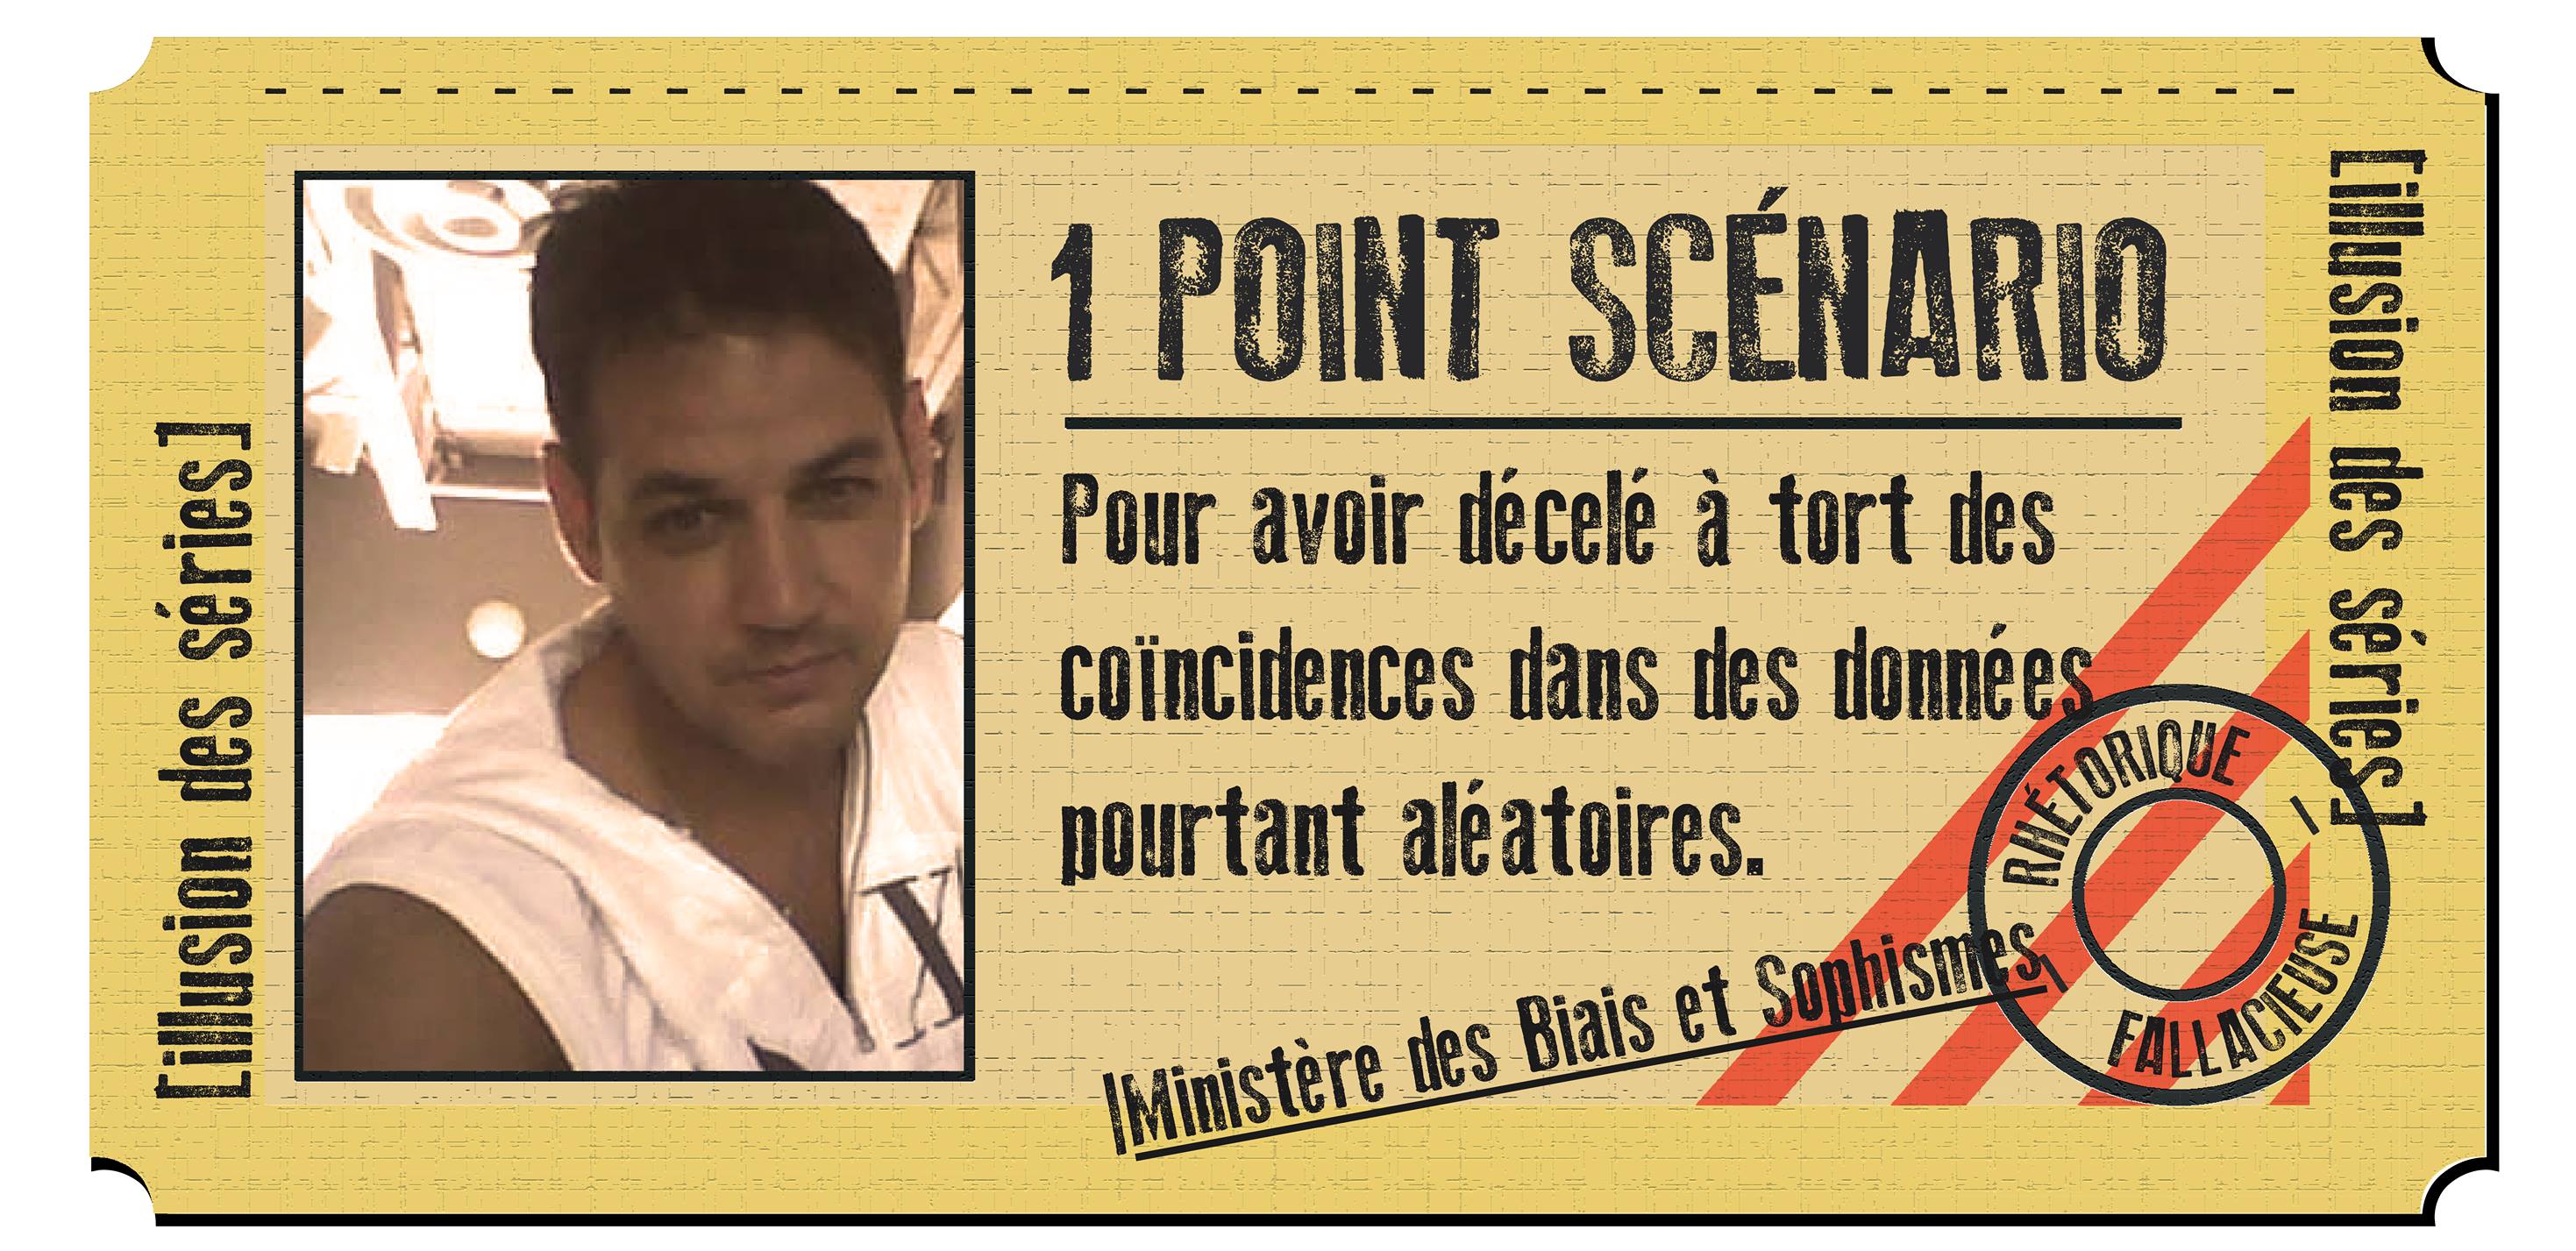 [illusion des séries]
1 POINT SCÉNARIO
Pour avoir décelé à tort des
coïncidences dans des données
pourtant aléatoires.
|Ministère des Biais et Sophismes|
RHÉTORIQUE
|
FALLACIEUSE
[illusion des séries]